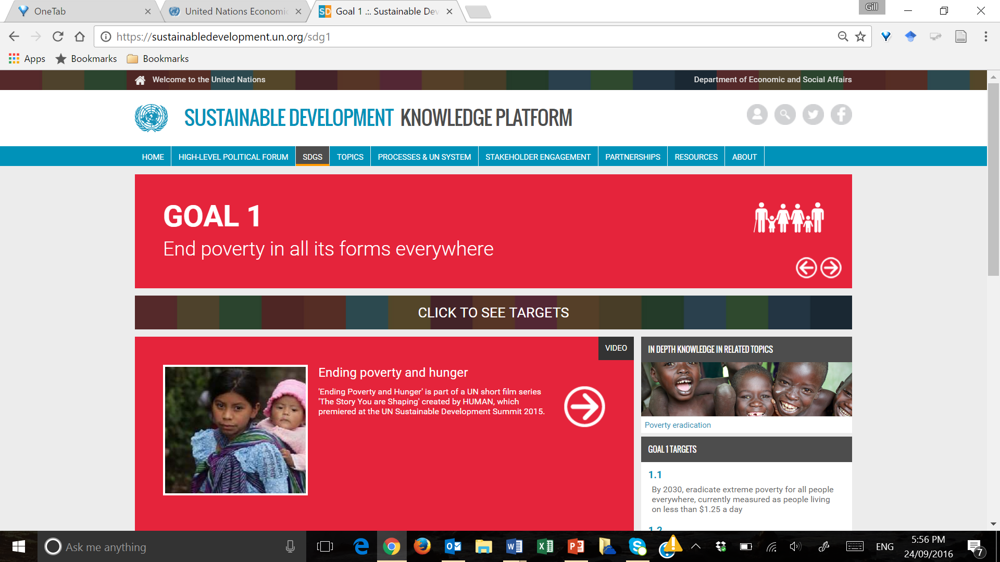 OneTab
United Nations Economic
Goal 1 .:. Sustainable Dev
Gill
https://sustainabledevelopment.un.org/sdg1
Apps
Bookmarks
Bookmarks
Welcome to the United Nations
Department of Economic and Social Affairs
SUSTAINABLE DEVELOPMENT KNOWLEDGE PLATFORM
HOME
HIGH-LEVEL POLITICAL FORUM
SDGS
TOPICS
PROCESSES & UN SYSTEM
STAKEHOLDER ENGAGEMENT
PARTNERSHIPS
RESOURCES
ABOUT
GOAL 1
End poverty in all its forms everywhere
CLICK TO SEE TARGETS
VIDEO
Ending poverty and hunger
'Ending Poverty and Hunger' is part of a UN short film series
'The Story You are Shaping' created by HUMAN, which
premiered at the UN Sustainable Development Summit 2015.
IN DEPTH KNOWLEDGE IN RELATED TOPICS
Poverty eradication
GOAL 1 TARGETS
1.1
By 2030, eradicate extreme poverty for all people
everywhere, currently measured as people living
on less than $1.25 a day
1.2
Ask me anything
ENG
5:56 PM
24/09/2016
7